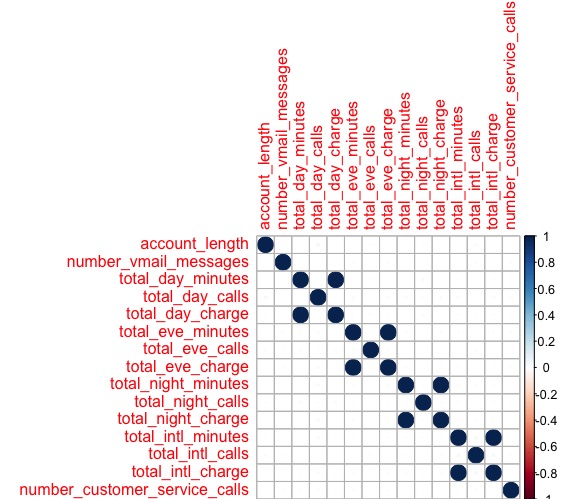 account_length
number_vmail_messages
total_day_minutes
total_day_calls
total_day_charge
total_eve_minutes
total_eve_calls
total_eve_charge
total_night_minutes
total_night_calls
total_night_charge
total_intl_minutes
total_intl_calls
total_intl_charge
number_customer_service_calls
account_length
number_vmail_messages
total_day_minutes
total_day_calls
total_day_charge
total_eve_minutes
total_eve_calls
total_eve_charge
total_night_minutes
total_night_calls
total_night_charge
total_intl_minutes
total_intl_calls
total_intl_charge
number_customer_service_calls
1
0.8
0.6
0.4
0.2
0
-0.2
-0.4
-0.6
-0.8
-1